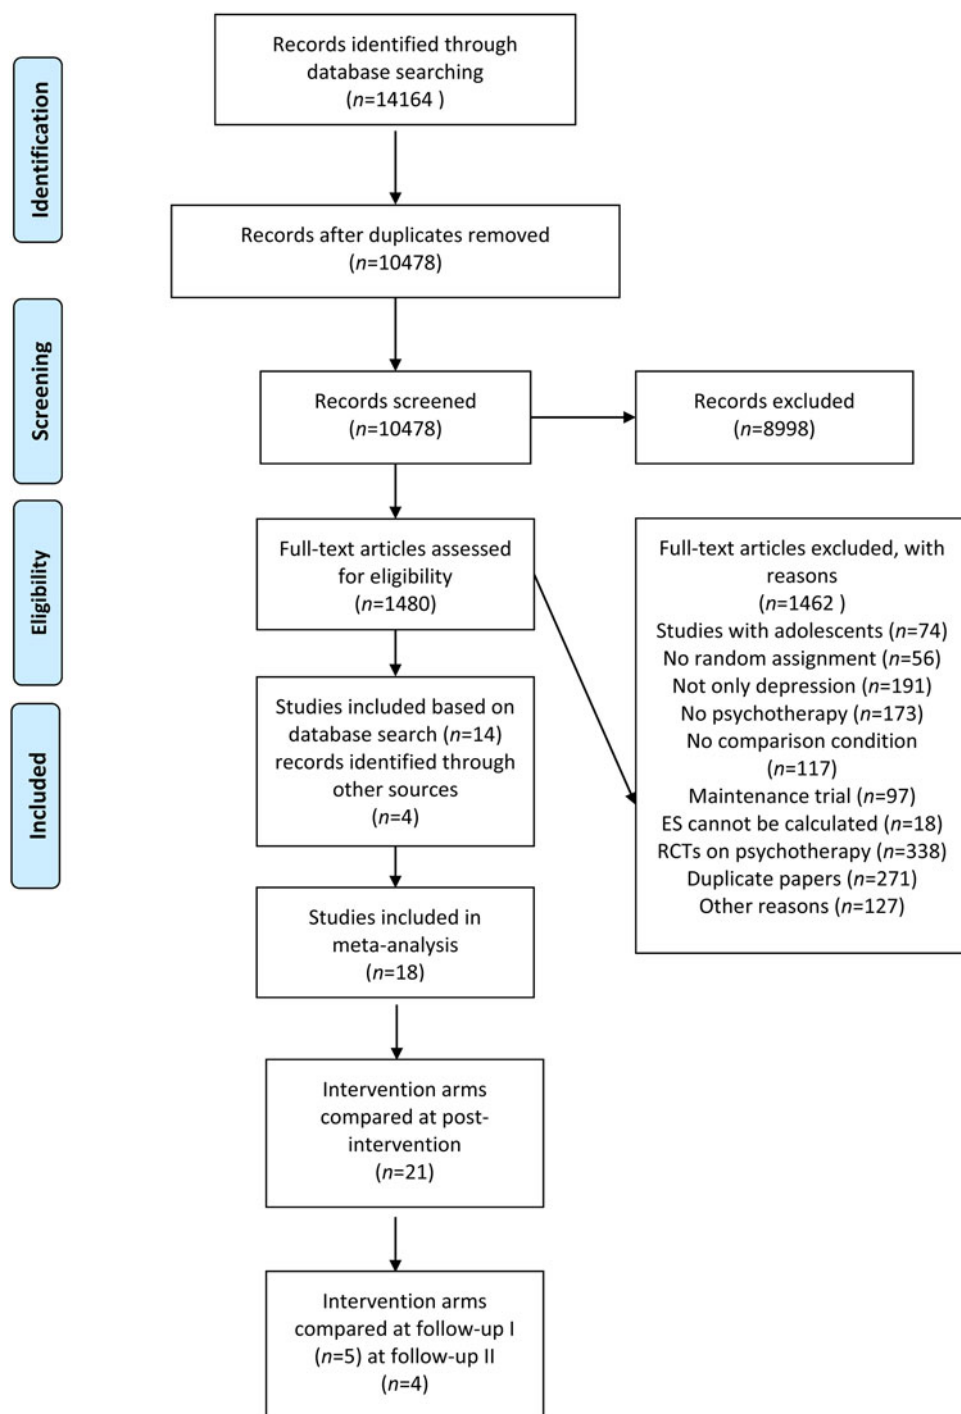 Identification
Records identified through
database searching
(n=14164 )
Records after duplicates removed
(n=10478)
Screening
Records screened
(n=10478)
Records excluded
(n=8998)
Eligibility
Full-text articles assessed
for eligibility
(n=1480)
Full-text articles excluded, with
reasons
(n=1462 )
Studies with adolescents (n=74)
No random assignment (n=56)
Not only depression (n=191)
No psychotherapy (n=173)
No comparison condition
(n=117)
Maintenance trial (n=97)
ES cannot be calculated (n=18)
RCTs on psychotherapy (n=338)
Duplicate papers (n=271)
Other reasons (n=127)
Included
Studies included based on
database search (n=14)
records identified through
other sources
(n=4)
Studies included in
meta-analysis
(n=18)
Intervention arms
compared at post-
intervention
(n=21)
Intervention arms
compared at follow-up I
(n=5) at follow-up II
(n=4)